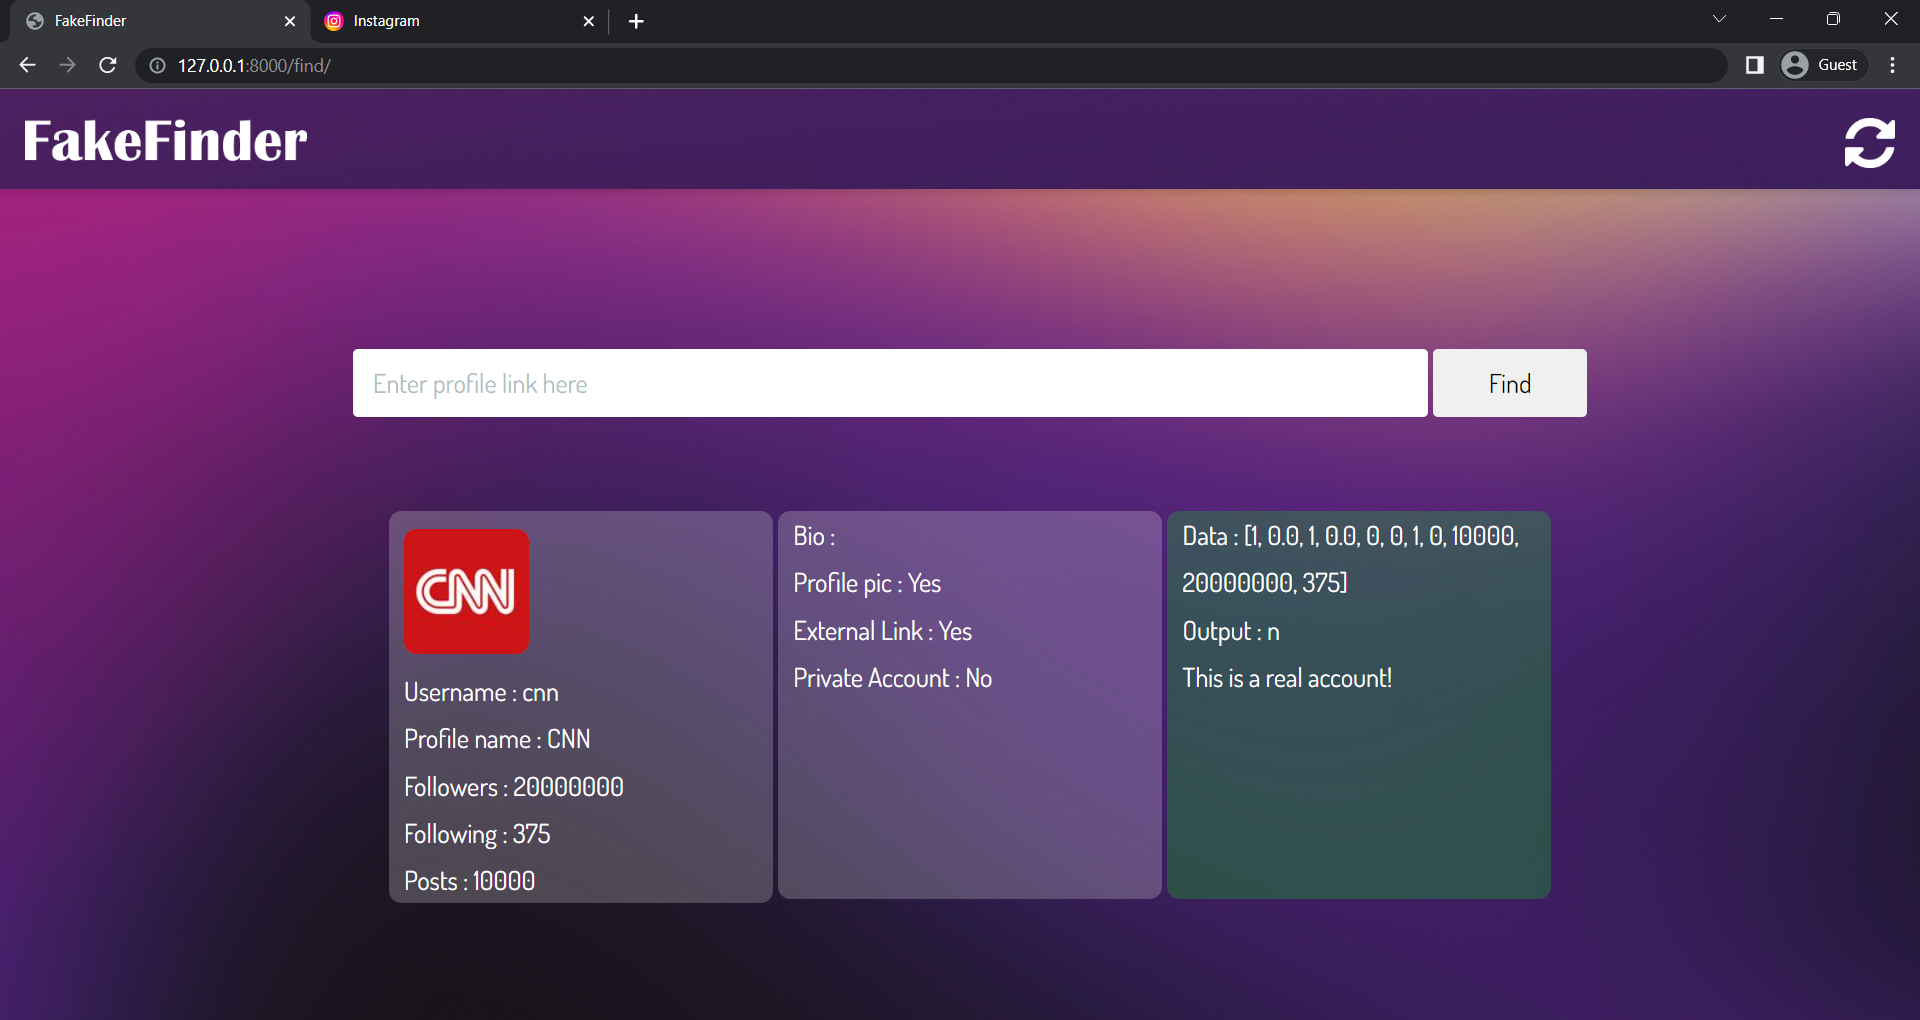 FakeFinder
Instagram
127.0.0.1:8000/find/
Guest
FakeFinder
Enter profile link here
Find
CNN
Username : cnn
Profile name : CNN
Followers : 20000000
Following : 375
Posts : 10000
Bio :
Profile pic : Yes
External Link : Yes
Private Account : No
Data : [1, 0.0, 1, 0.0, 0, 0, 1, 0, 10000,
20000000, 375]
Output : n
This is a real account!